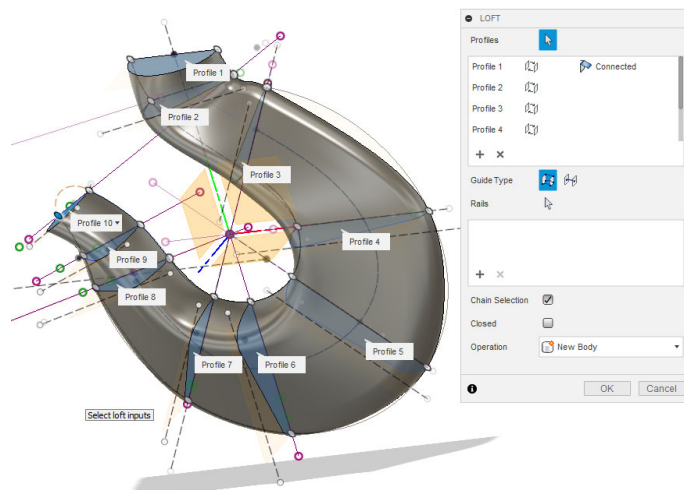 LOFT
Profiles
Profile 1
Connected
Profile 2
Profile 3
Profile 4
Guide Type
Rails
Chain Selection
Closed
Operation
New Body
OK
Cancel
Profile 1
Profile 2
Profile 3
Profile 4
Profile 5
Profile 6
Profile 7
Profile 8
Profile 9
Profile 10
Select loft inputs